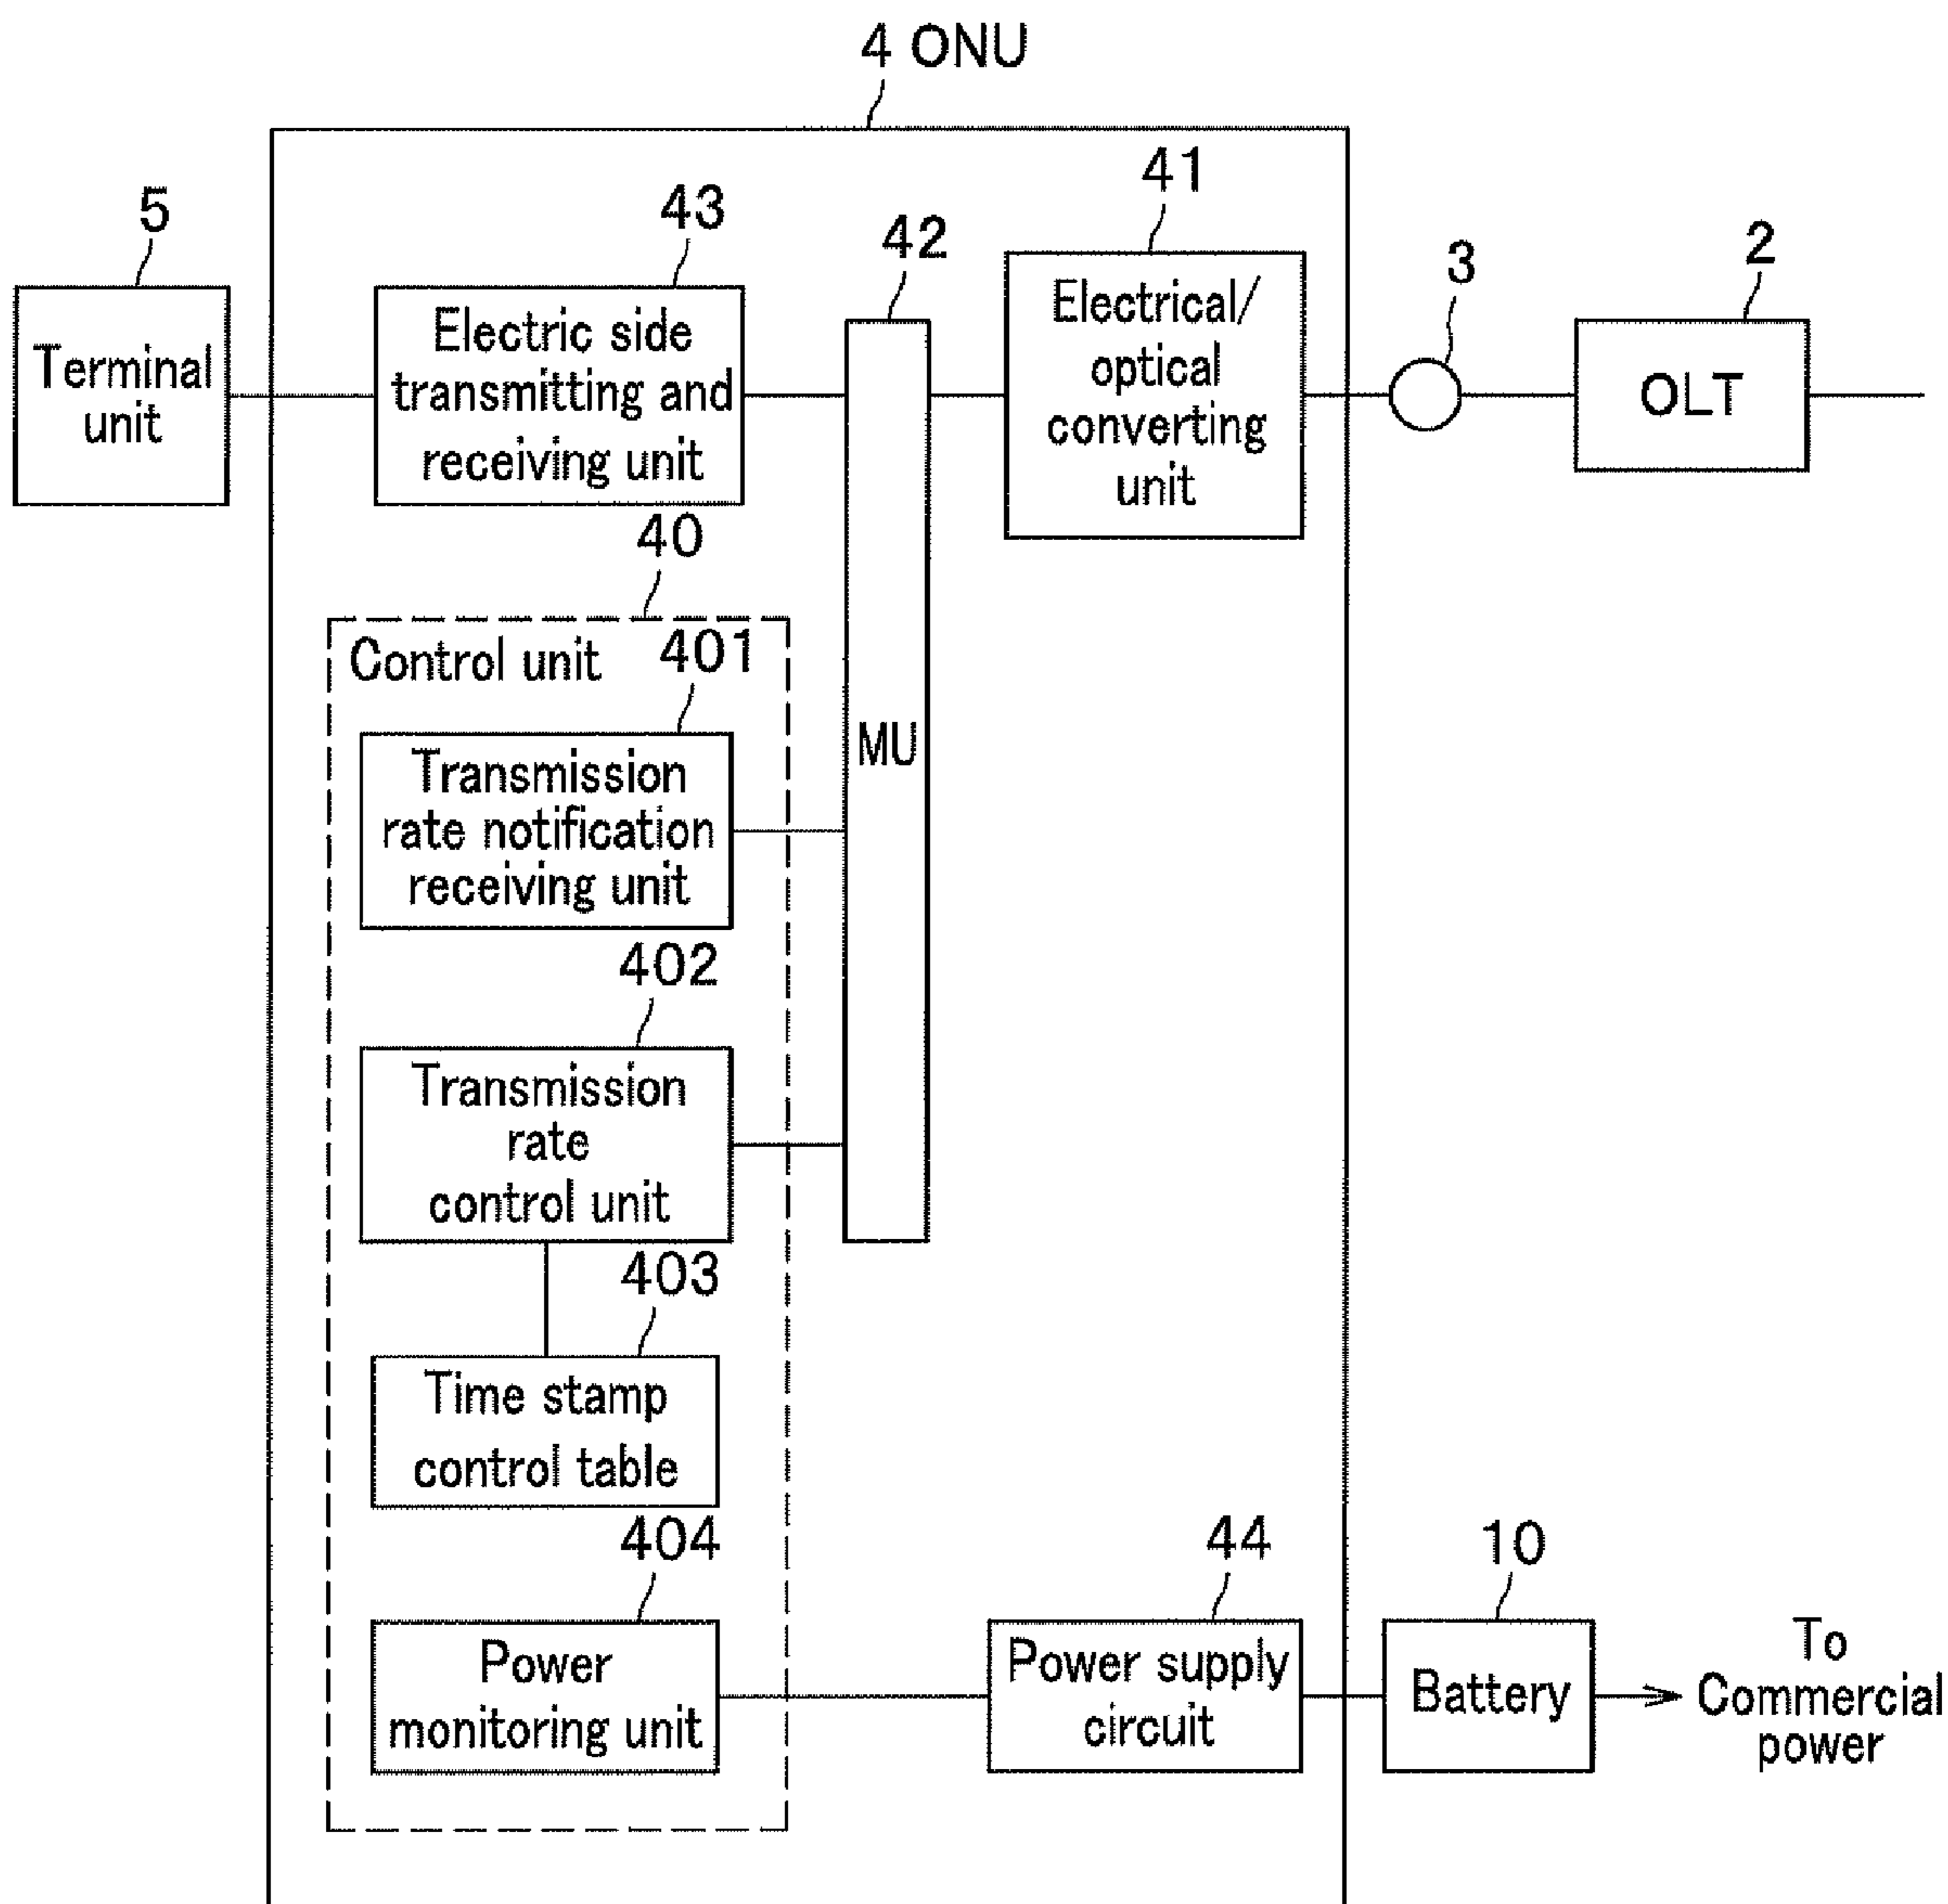 4 ONU
41
5
43
42
3
2
Terminal
unit
Electric side
transmitting and
receiving unit
Electrical/
optical
converting
unit
OLT
40
Control unit
401
MU
Transmission
rate notification
receiving unit
402
Transmission
rate
control unit
403
Time stamp
control table
404
44
10
Power
monitoring unit
Power supply
circuit
Battery
To
Commercial
power